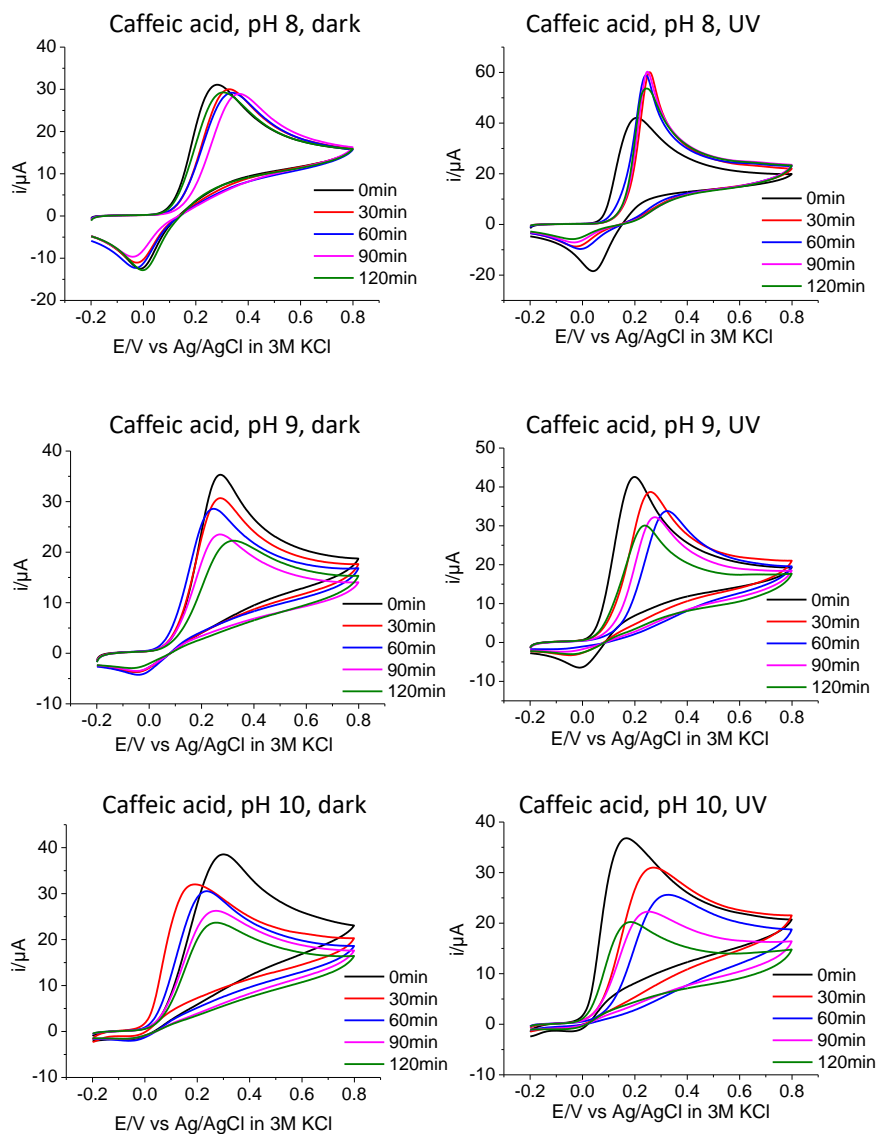 Caffeic acid, pH 8, dark
40
30
20
10
0
-10
-20
i/µA
-0.2 0.0 0.2 0.4 0.6 0.8
E/V vs Ag/AgCl in 3M KCl
0min
30min
60min
90min
120min
Caffeic acid, pH 8, UV
60
40
20
0
-20
i/µA
-0.2 0.0 0.2 0.4 0.6 0.8
E/V vs Ag/AgCl in 3M KCl
0min
30min
60min
90min
120min
Caffeic acid, pH 9, dark
40
30
20
10
0
-10
i/µA
-0.2 0.0 0.2 0.4 0.6 0.8
E/V vs Ag/AgCl in 3M KCl
0min
30min
60min
90min
120min
Caffeic acid, pH 9, UV
50
40
30
20
10
0
-10
i/µA
-0.2 0.0 0.2 0.4 0.6 0.8
E/V vs Ag/AgCl in 3M KCl
0min
30min
60min
90min
120min
Caffeic acid, pH 10, dark
50
40
30
20
10
0
-10
i/µA
-0.2 0.0 0.2 0.4 0.6 0.8
E/V vs Ag/AgCl in 3M KCl
0min
30min
60min
90min
120min
Caffeic acid, pH 10, UV
40
30
20
10
0
-10
i/µA
-0.2 0.0 0.2 0.4 0.6 0.8
E/V vs Ag/AgCl in 3M KCl
0min
30min
60min
90min
120min